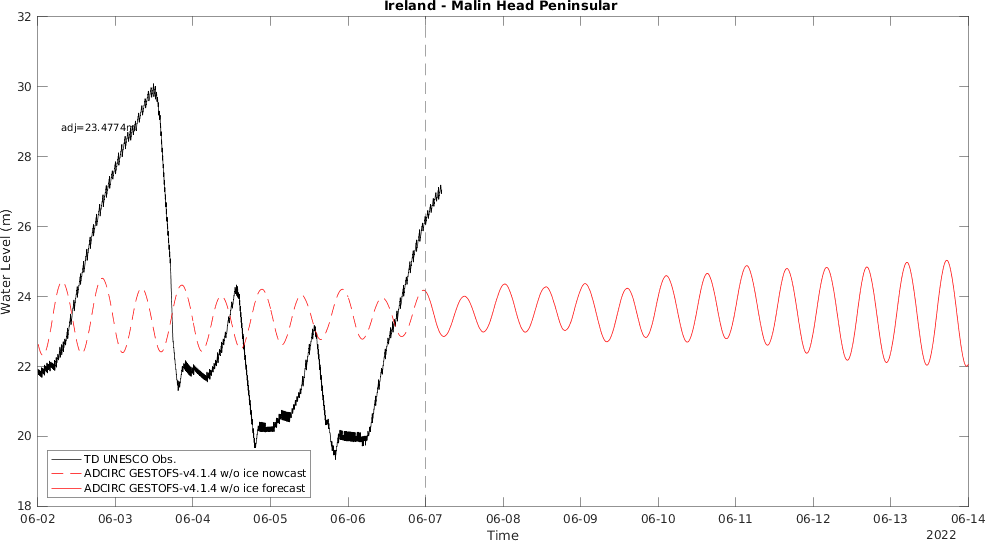 Ireland - Malin Head Peninsular
32
30
28
26
24
22
20
18
Water Level (m)
adj=23.4774m
TD UNESCO Obs.
ADCIRC GESTOFS-v4.1.4 w/o ice nowcast
ADCIRC GESTOFS-v4.1.4 w/o ice forecast
06-02 06-03 06-04 06-05 06-06 06-07 06-08 06-09 06-10 06-11 06-12 06-13 06-14
Time
2022